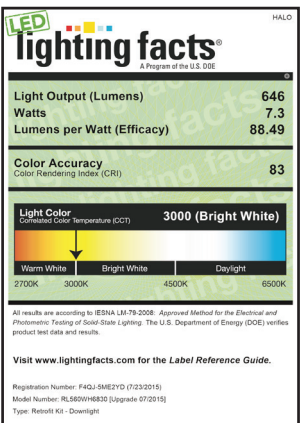 HALO
LED
lighting facts®
A Program of the U.S. DOE
Light Output (Lumens) 646
Watts 7.3
Lumens per Watt (Efficacy) 88.49
Color Accuracy 83
Color Rendering Index (CRI)
Light Color 3000 (Bright White)
Correlated Color Temperature (CCT)
Warm White Bright White Daylight
2700K 3000K 4500K 6500K
All results are according to IESNA LM-79-2008: Approved Method for the Electrical and
Photometric Testing of Solid-State Lighting. The U.S. Department of Energy (DOE) verifies
product test data and results.
Visit www.lightingfacts.com for the Label Reference Guide.
Registration Number: F4QJ-5ME2YD (7/23/2015)
Model Number: RL560WH6830 [Upgrade 07/2015]
Type: Retrofit Kit - Downlight